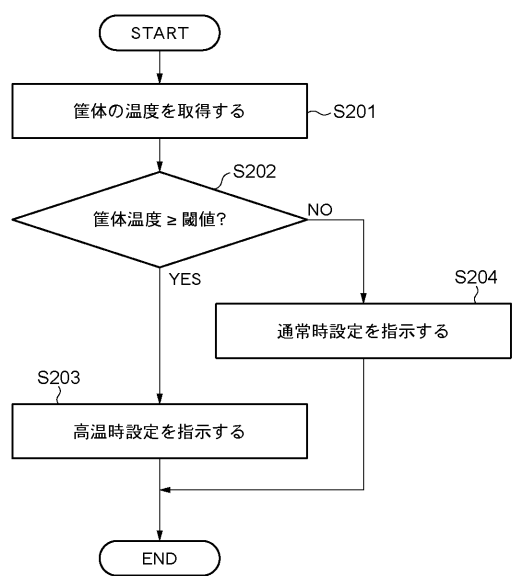 START
筐体の温度を取得する
S201
S202
筐体温度 ≥ 閾値?
NO
YES
S204
通常時設定を指示する
S203
高温時設定を指示する
END